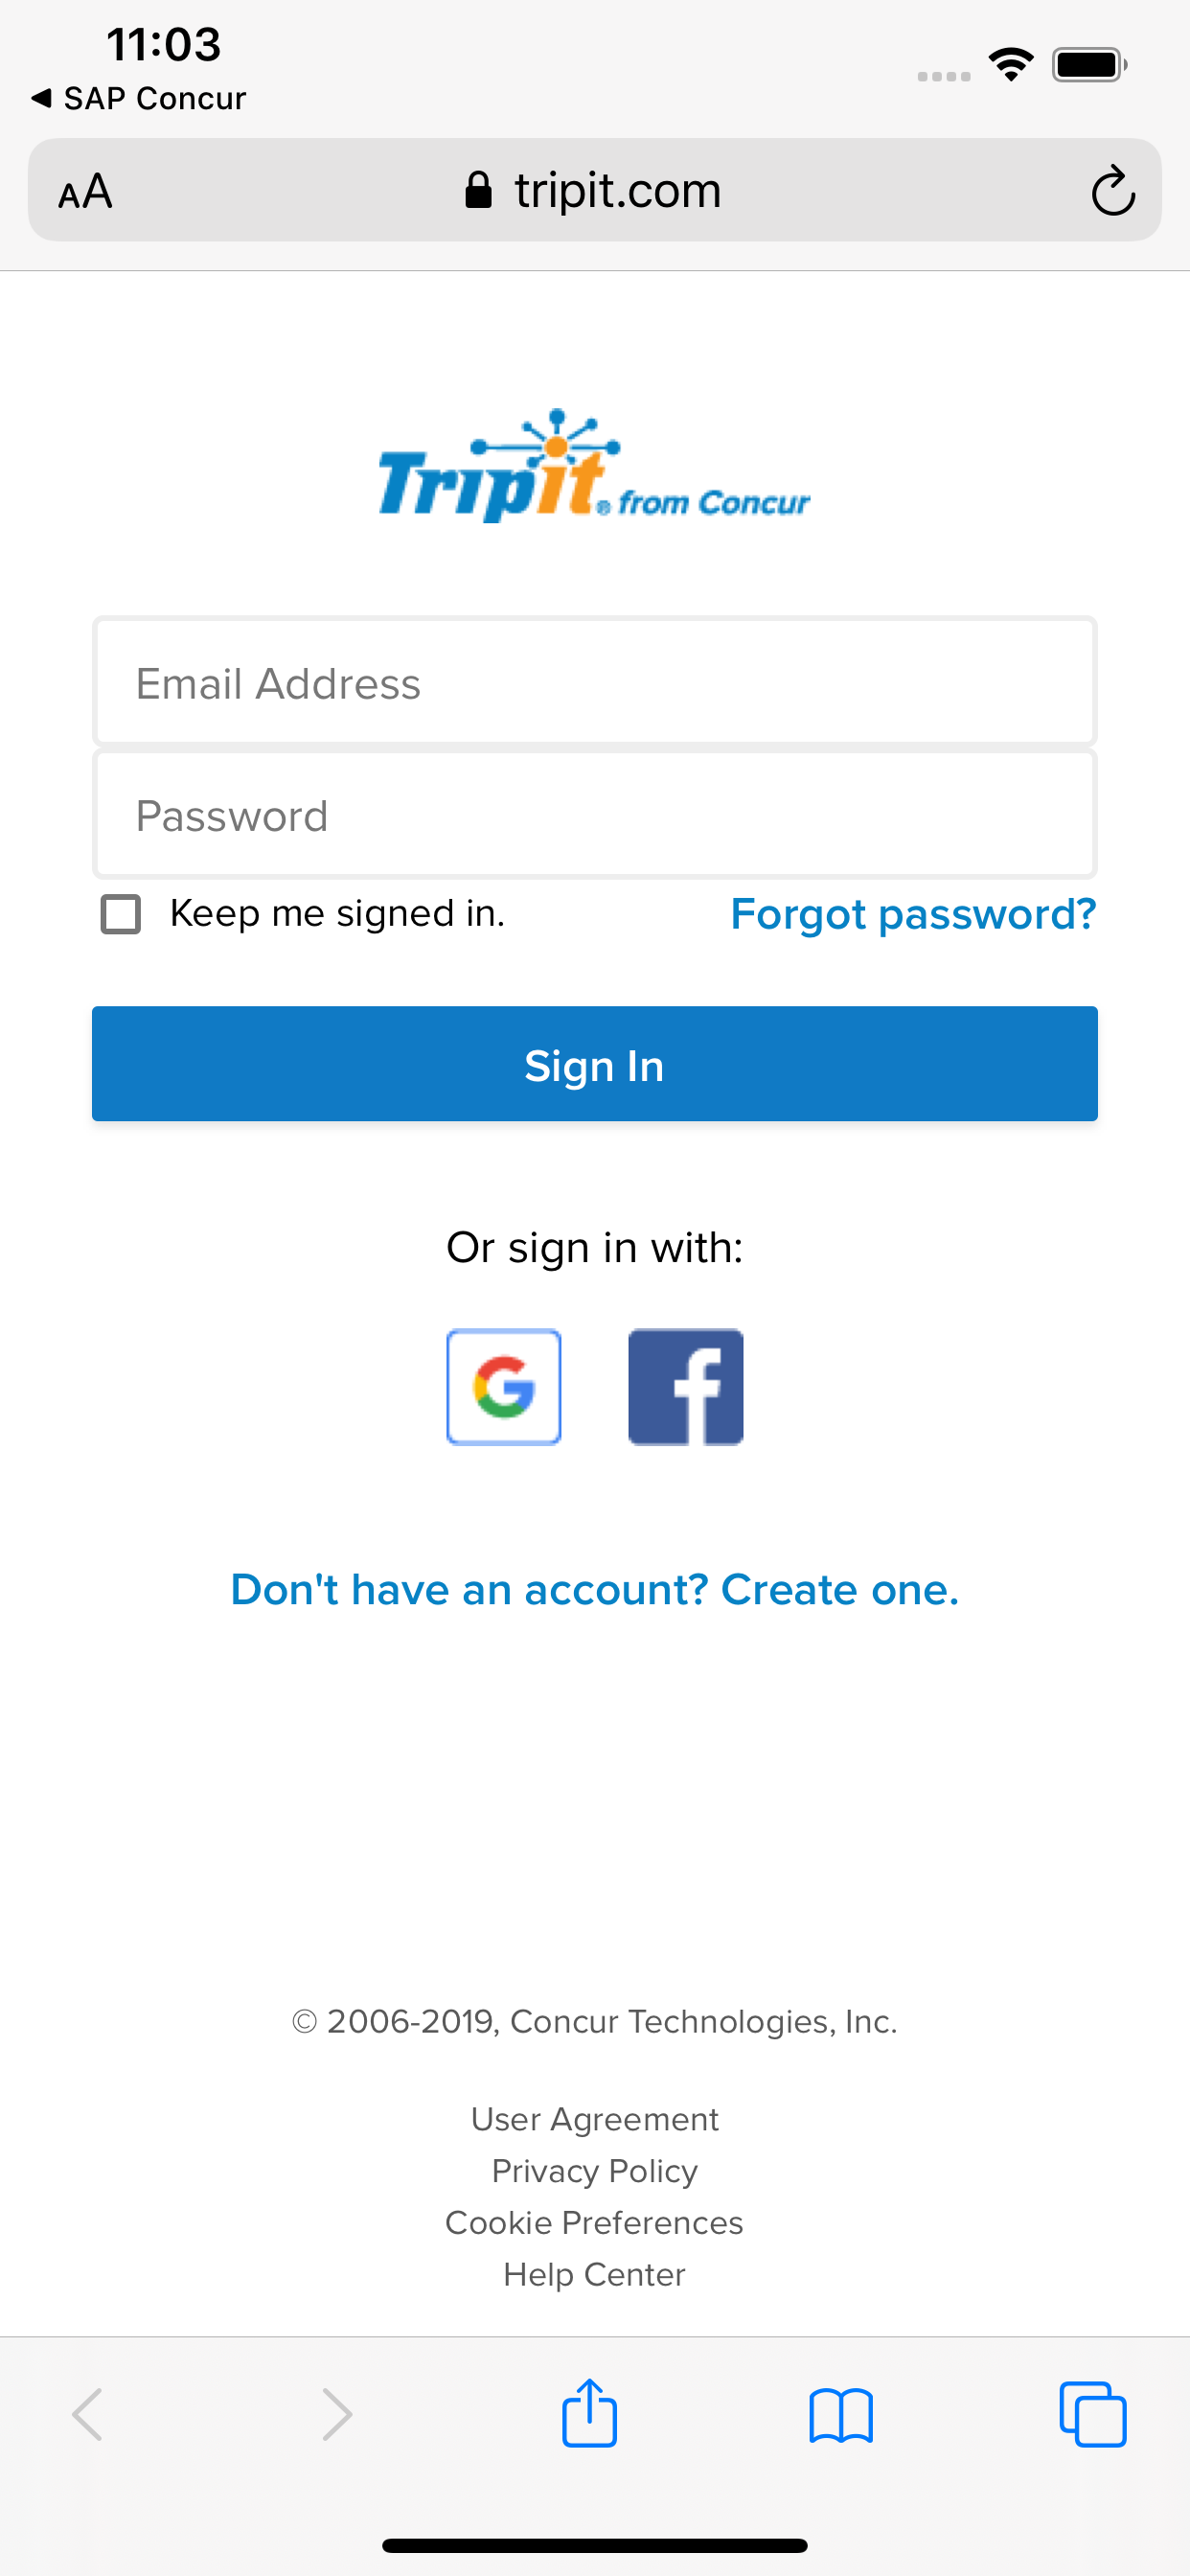 11:03
◀ SAP Concur
AA
tripit.com
TripIt® from Concur
Email Address
Password
Keep me signed in.
Forgot password?
Sign In
Or sign in with:
G f
Don't have an account? Create one.
© 2006-2019, Concur Technologies, Inc.
User Agreement
Privacy Policy
Cookie Preferences
Help Center